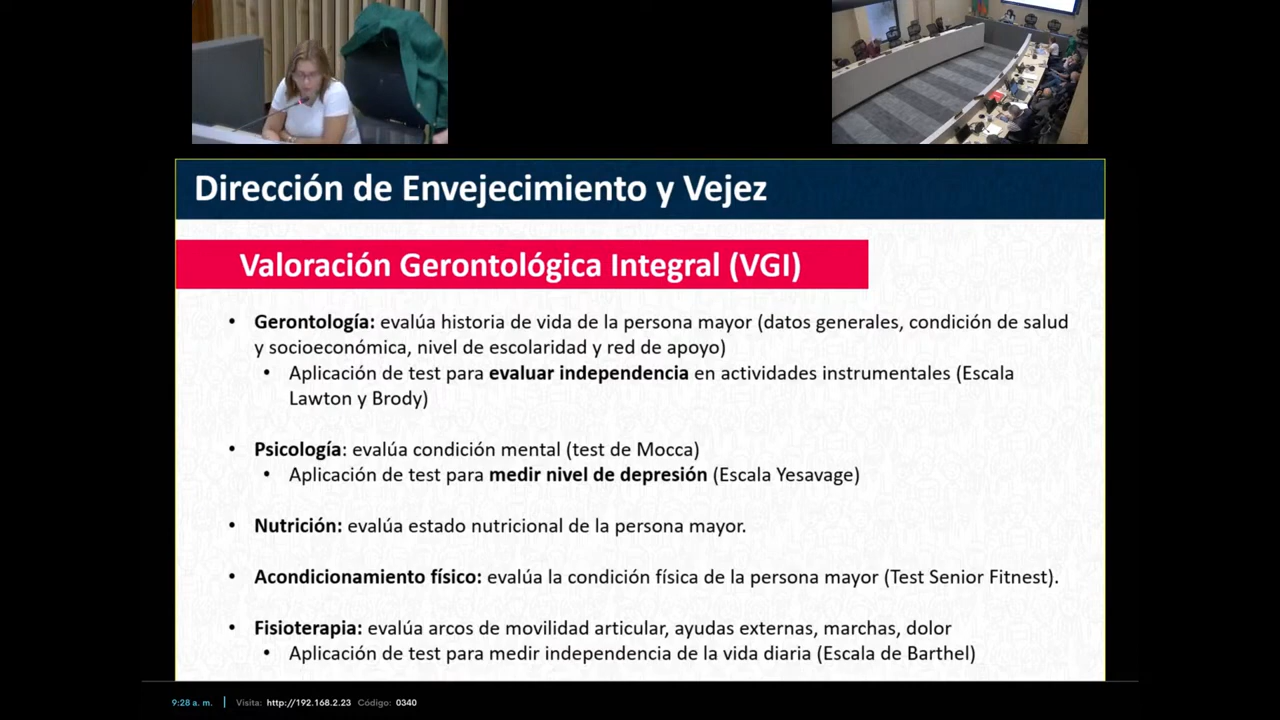 Dirección de Envejecimiento y Vejez
Valoración Gerontológica Integral (VGI)
• Gerontología: evalúa historia de vida de la persona mayor (datos generales, condición de salud
y socioeconómica, nivel de escolaridad y red de apoyo)
• Aplicación de test para evaluar independencia en actividades instrumentales (Escala
Lawton y Brody)
• Psicología: evalúa condición mental (test de Mocca)
• Aplicación de test para medir nivel de depresión (Escala Yesavage)
• Nutrición: evalúa estado nutricional de la persona mayor.
• Acondicionamiento físico: evalúa la condición física de la persona mayor (Test Senior Fitnest).
• Fisioterapia: evalúa arcos de movilidad articular, ayudas externas, marchas, dolor
• Aplicación de test para medir independencia de la vida diaria (Escala de Barthel)
9:28 a. m. | Visita: http://192.168.2.23 Código: 0340